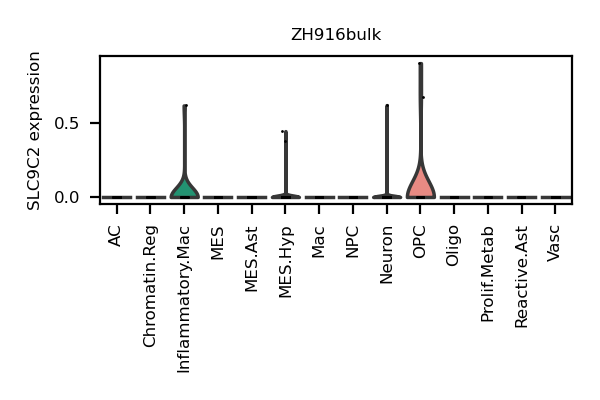 ZH916bulk
SLC9C2 expression
0.5
0.0
AC
Chromatin.Reg
Inflammatory.Mac
MES
MES.Ast
MES.Hyp
Mac
NPC
Neuron
OPC
Oligo
Prolif.Metab
Reactive.Ast
Vasc